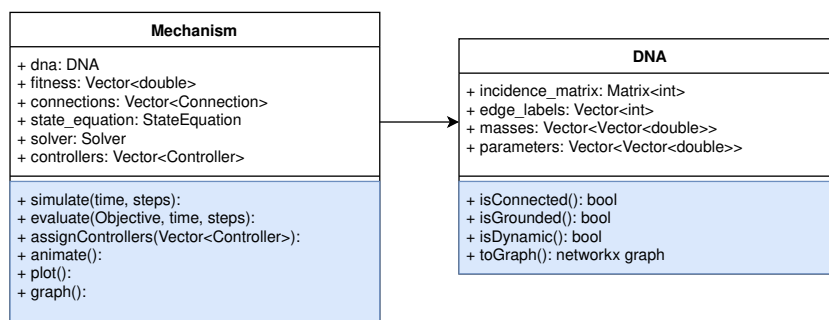 Mechanism
+ dna: DNA
+ fitness: Vector<double>
+ connections: Vector<Connection>
+ state_equation: StateEquation
+ solver: Solver
+ controllers: Vector<Controller>
+ simulate(time, steps):
+ evaluate(Objective, time, steps):
+ assignControllers(Vector<Controller>):
+ animate():
+ plot():
+ graph():
DNA
+ incidence_matrix: Matrix<int>
+ edge_labels: Vector<int>
+ masses: Vector<Vector<double>>
+ parameters: Vector<Vector<double>>
+ isConnected(): bool
+ isGrounded(): bool
+ isDynamic(): bool
+ toGraph(): networkx graph